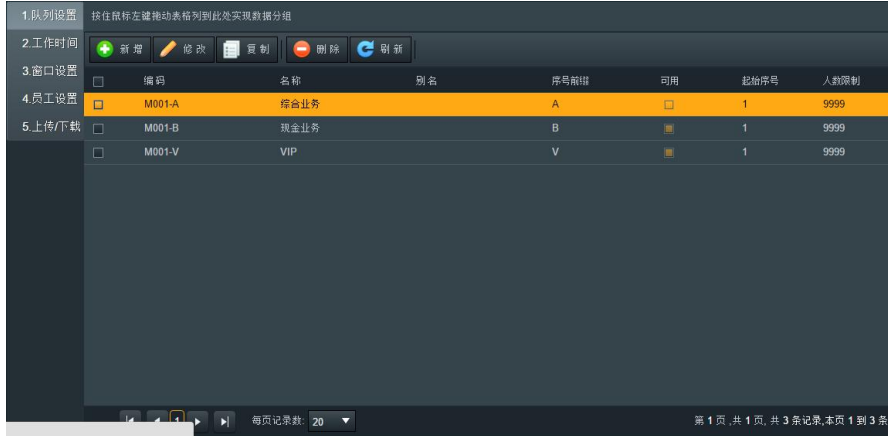 1.队列设置
2.工作时间
3.窗口设置
4.员工设置
5.上传/下载
按住鼠标左键拖动表格列到此处实现数据分组
新增 修改 复制 删除 刷新
编码 名称 别名 序号前缀 可用 起始序号 人数限制
M001-A 综合业务 A 1 9999
M001-B 现金业务 B 1 9999
M001-V VIP V 1 9999
1 每页记录数: 20 第 1 页 ,共 1 页, 共 3 条记录,本页 1 到 3 条